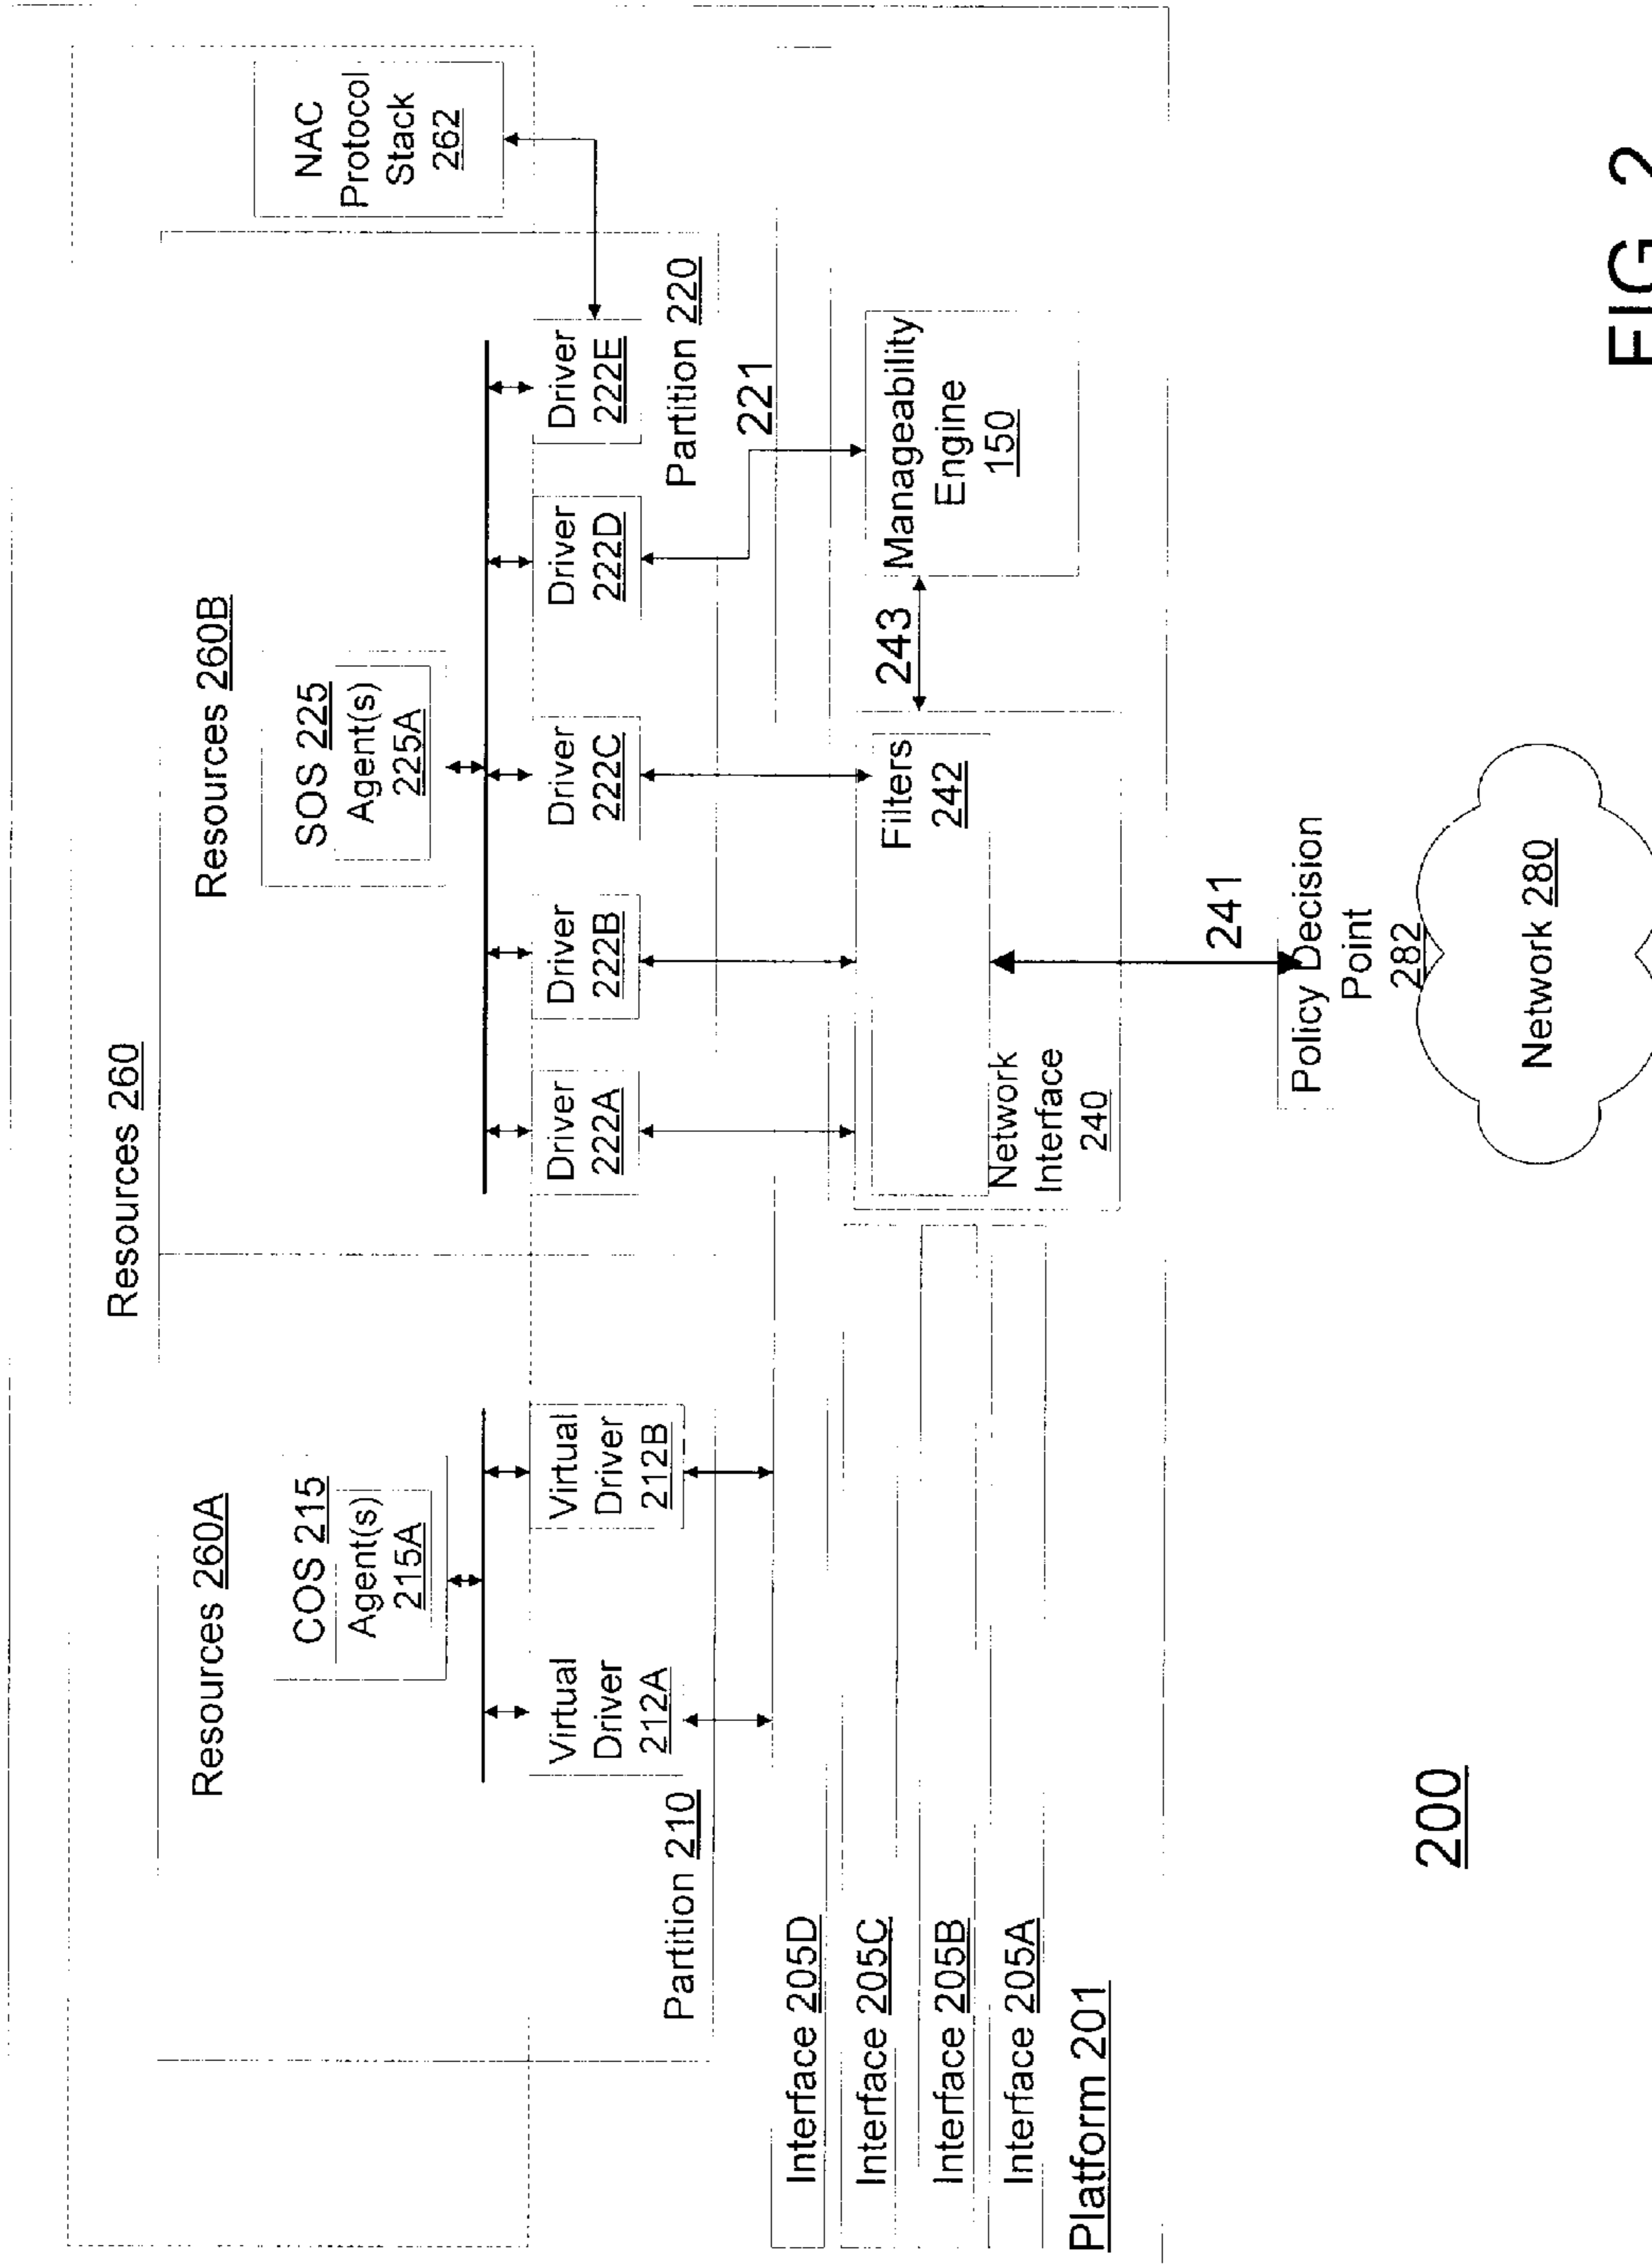 Resources 260
Resources 260A
Resources 260B
NAC
Protocol
Stack
262
COS 215
Agent(s)
215A
SOS 225
Agent(s)
225A
Virtual
Driver
212A
Virtual
Driver
212B
Driver
222A
Driver
222B
Driver
222C
Driver
222D
Driver
222E
Partition 210
Partition 220
221
Interface 205D
Interface 205C
Interface 205B
Interface 205A
Platform 201
Filters
242
243
Manageability
Engine
150
Network
Interface
240
241
Policy Decision
Point
282
Network 280
200
FIG. 2